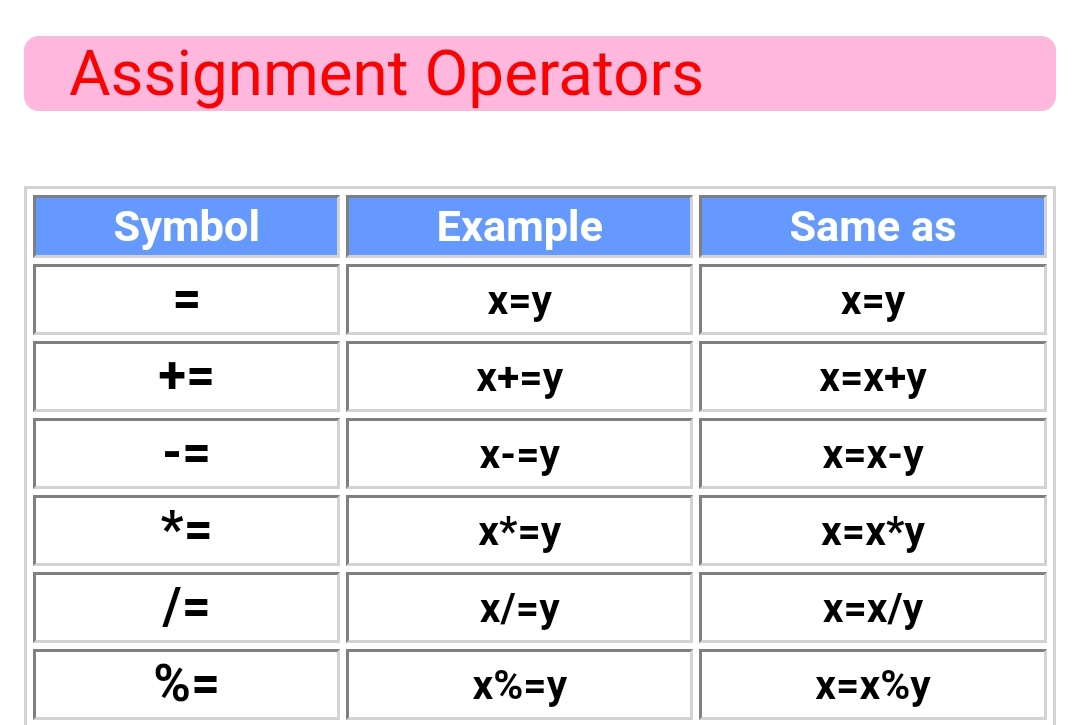 Assignment Operators
Symbol Example Same as
= x=y x=y
+= x+=y x=x+y
-= x-=y x=x-y
*= x*=y x=x*y
/= x/=y x=x/y
%= x%=y x=x%y